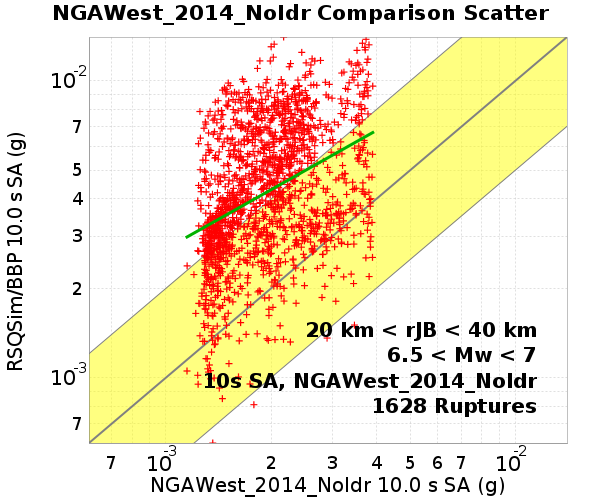 NGAWest_2014_NoIdr Comparison Scatter
RSQSim/BBP 10.0 s SA (g)
10-2
7
5
4
3
2
10-3
7
20 km < rJB < 40 km
6.5 < Mw < 7
10s SA, NGAWest_2014_NoIdr
1628 Ruptures
7 10-3 2 3 4 5 6 7 10-2
NGAWest_2014_NoIdr 10.0 s SA (g)